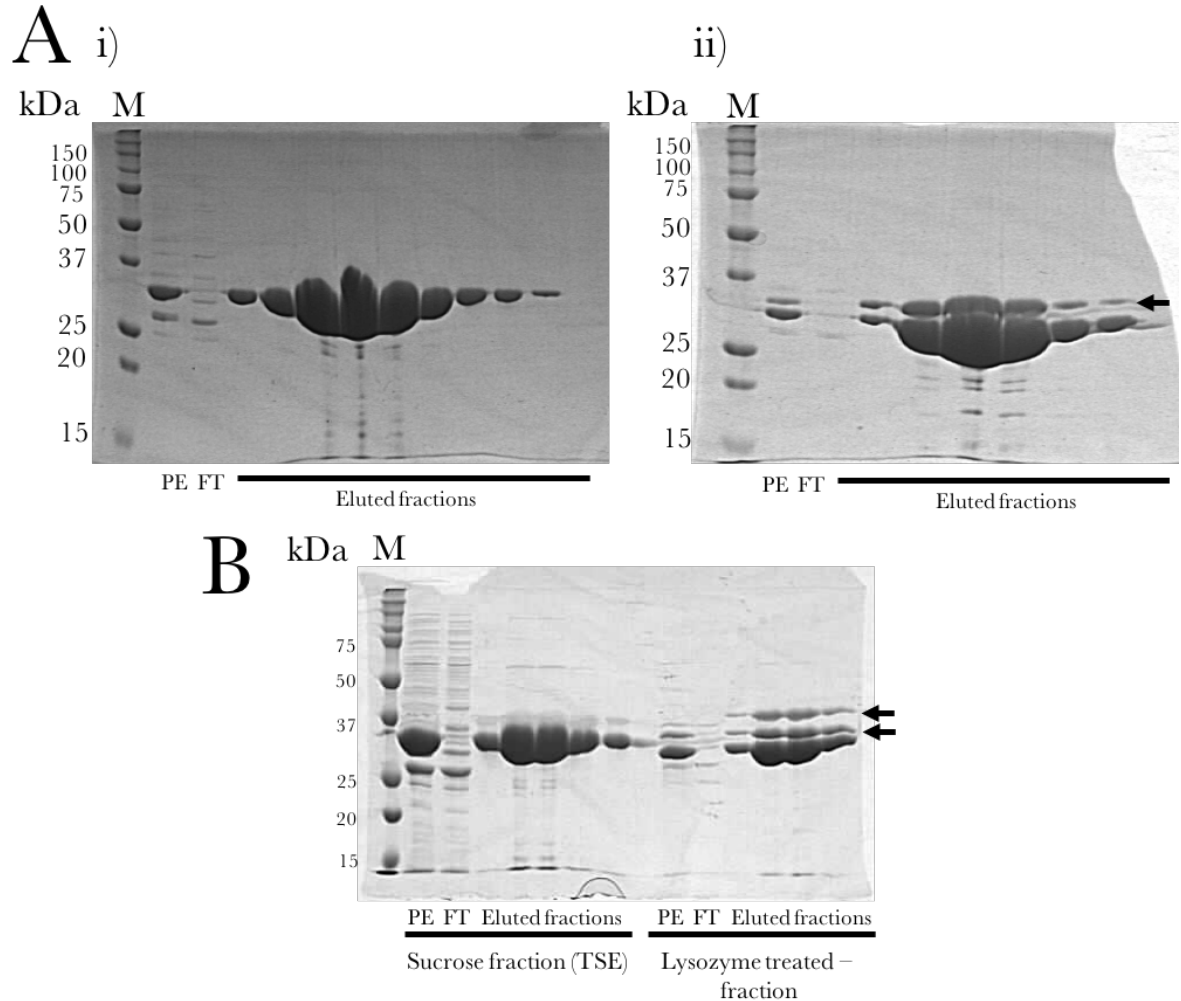 A i) ii)
kDa M kDa M
150 150
100 100
75 75
50 50
37 37
25 25
20 20
15 15
PE FT PE FT
Eluted fractions Eluted fractions
B kDa M
75
50
37
25
20
15
PE FT Eluted fractions PE FT Eluted fractions
Sucrose fraction (TSE) Lysozyme treated –
fraction